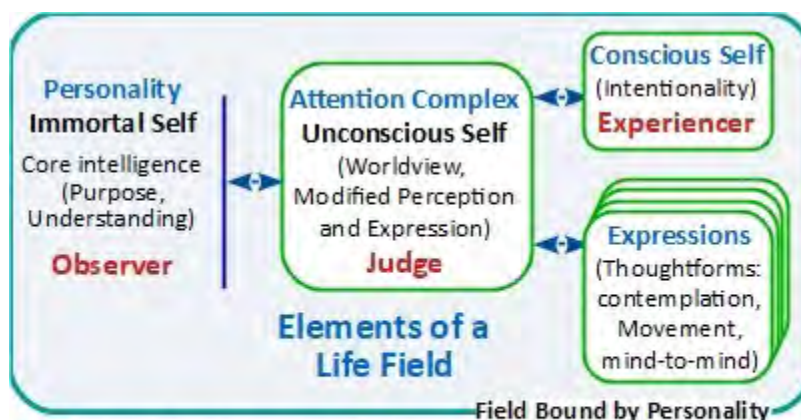 Personality
Immortal Self
Core intelligence
(Purpose,
Understanding)
Observer
Attention Complex
Unconscious Self
(Worldview,
Modified Perception
and Expression)
Judge
Conscious Self
(Intentionality)
Experiencer
Expressions
(Thoughtforms:
contemplation,
Movement,
mind-to-mind)
Elements of a
Life Field
Field Bound by Personality